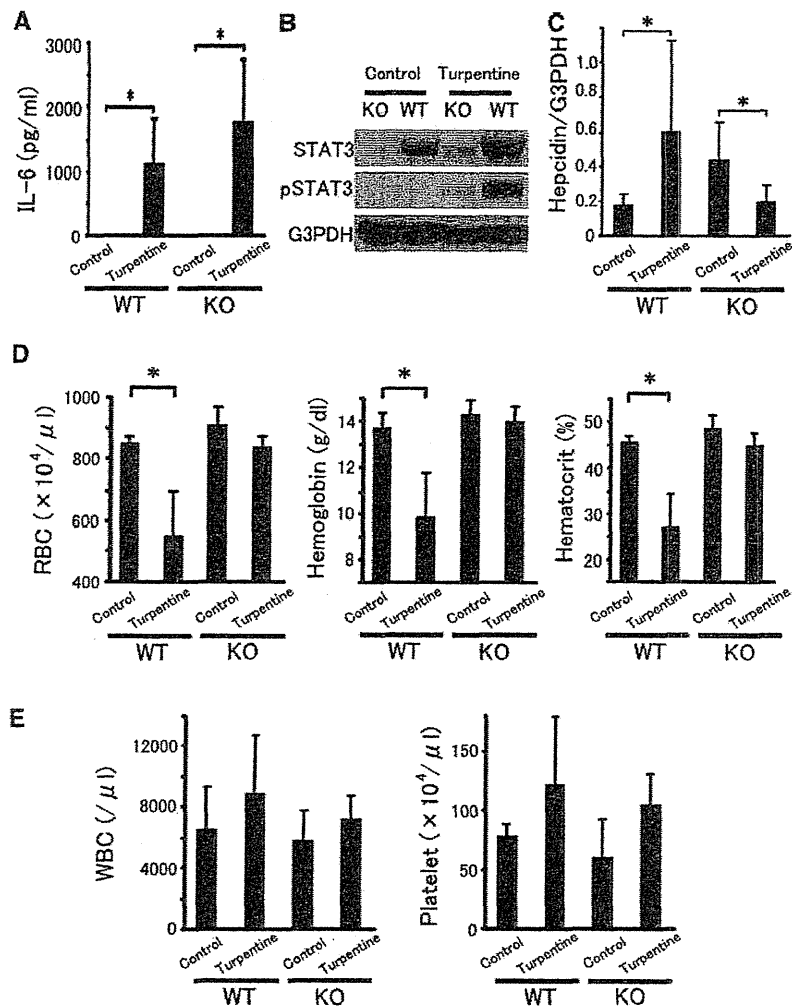 A
IL-6 (pg/ml)
3000
2000
1000
0
*
*
Control
Turpentine
Control
Turpentine
WT
KO
B
Control Turpentine
KO WT KO WT
STAT3
pSTAT3
G3PDH
C
Hepcidin/G3PDH
1.0
0.8
0.6
0.4
0.2
0
*
*
Control
Turpentine
Control
Turpentine
WT
KO
D
RBC (×10⁴/μl)
1000
800
600
400
*
Control
Turpentine
Control
Turpentine
WT
KO
Hemoglobin (g/dl)
14
12
10
8
*
Control
Turpentine
Control
Turpentine
WT
KO
Hematocrit (%)
50
40
30
20
*
Control
Turpentine
Control
Turpentine
WT
KO
E
WBC (/μl)
12000
8000
4000
0
Control
Turpentine
Control
Turpentine
WT
KO
Platelet (×10⁴/μl)
150
100
50
0
Control
Turpentine
Control
Turpentine
WT
KO